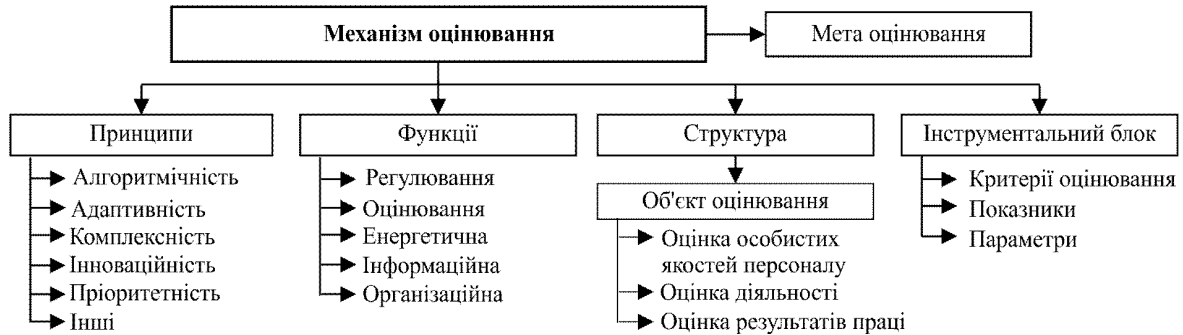 Механізм оцінювання
Мета оцінювання
Принципи
Алгоритмічність
Адаптивність
Комплексність
Інноваційність
Пріоритетність
Інші
Функції
Регулювання
Оцінювання
Енергетична
Інформаційна
Організаційна
Структура
Об'єкт оцінювання
Оцінка особистих
якостей персоналу
Оцінка діяльності
Оцінка результатів праці
Інструментальний блок
Критерії оцінювання
Показники
Параметри